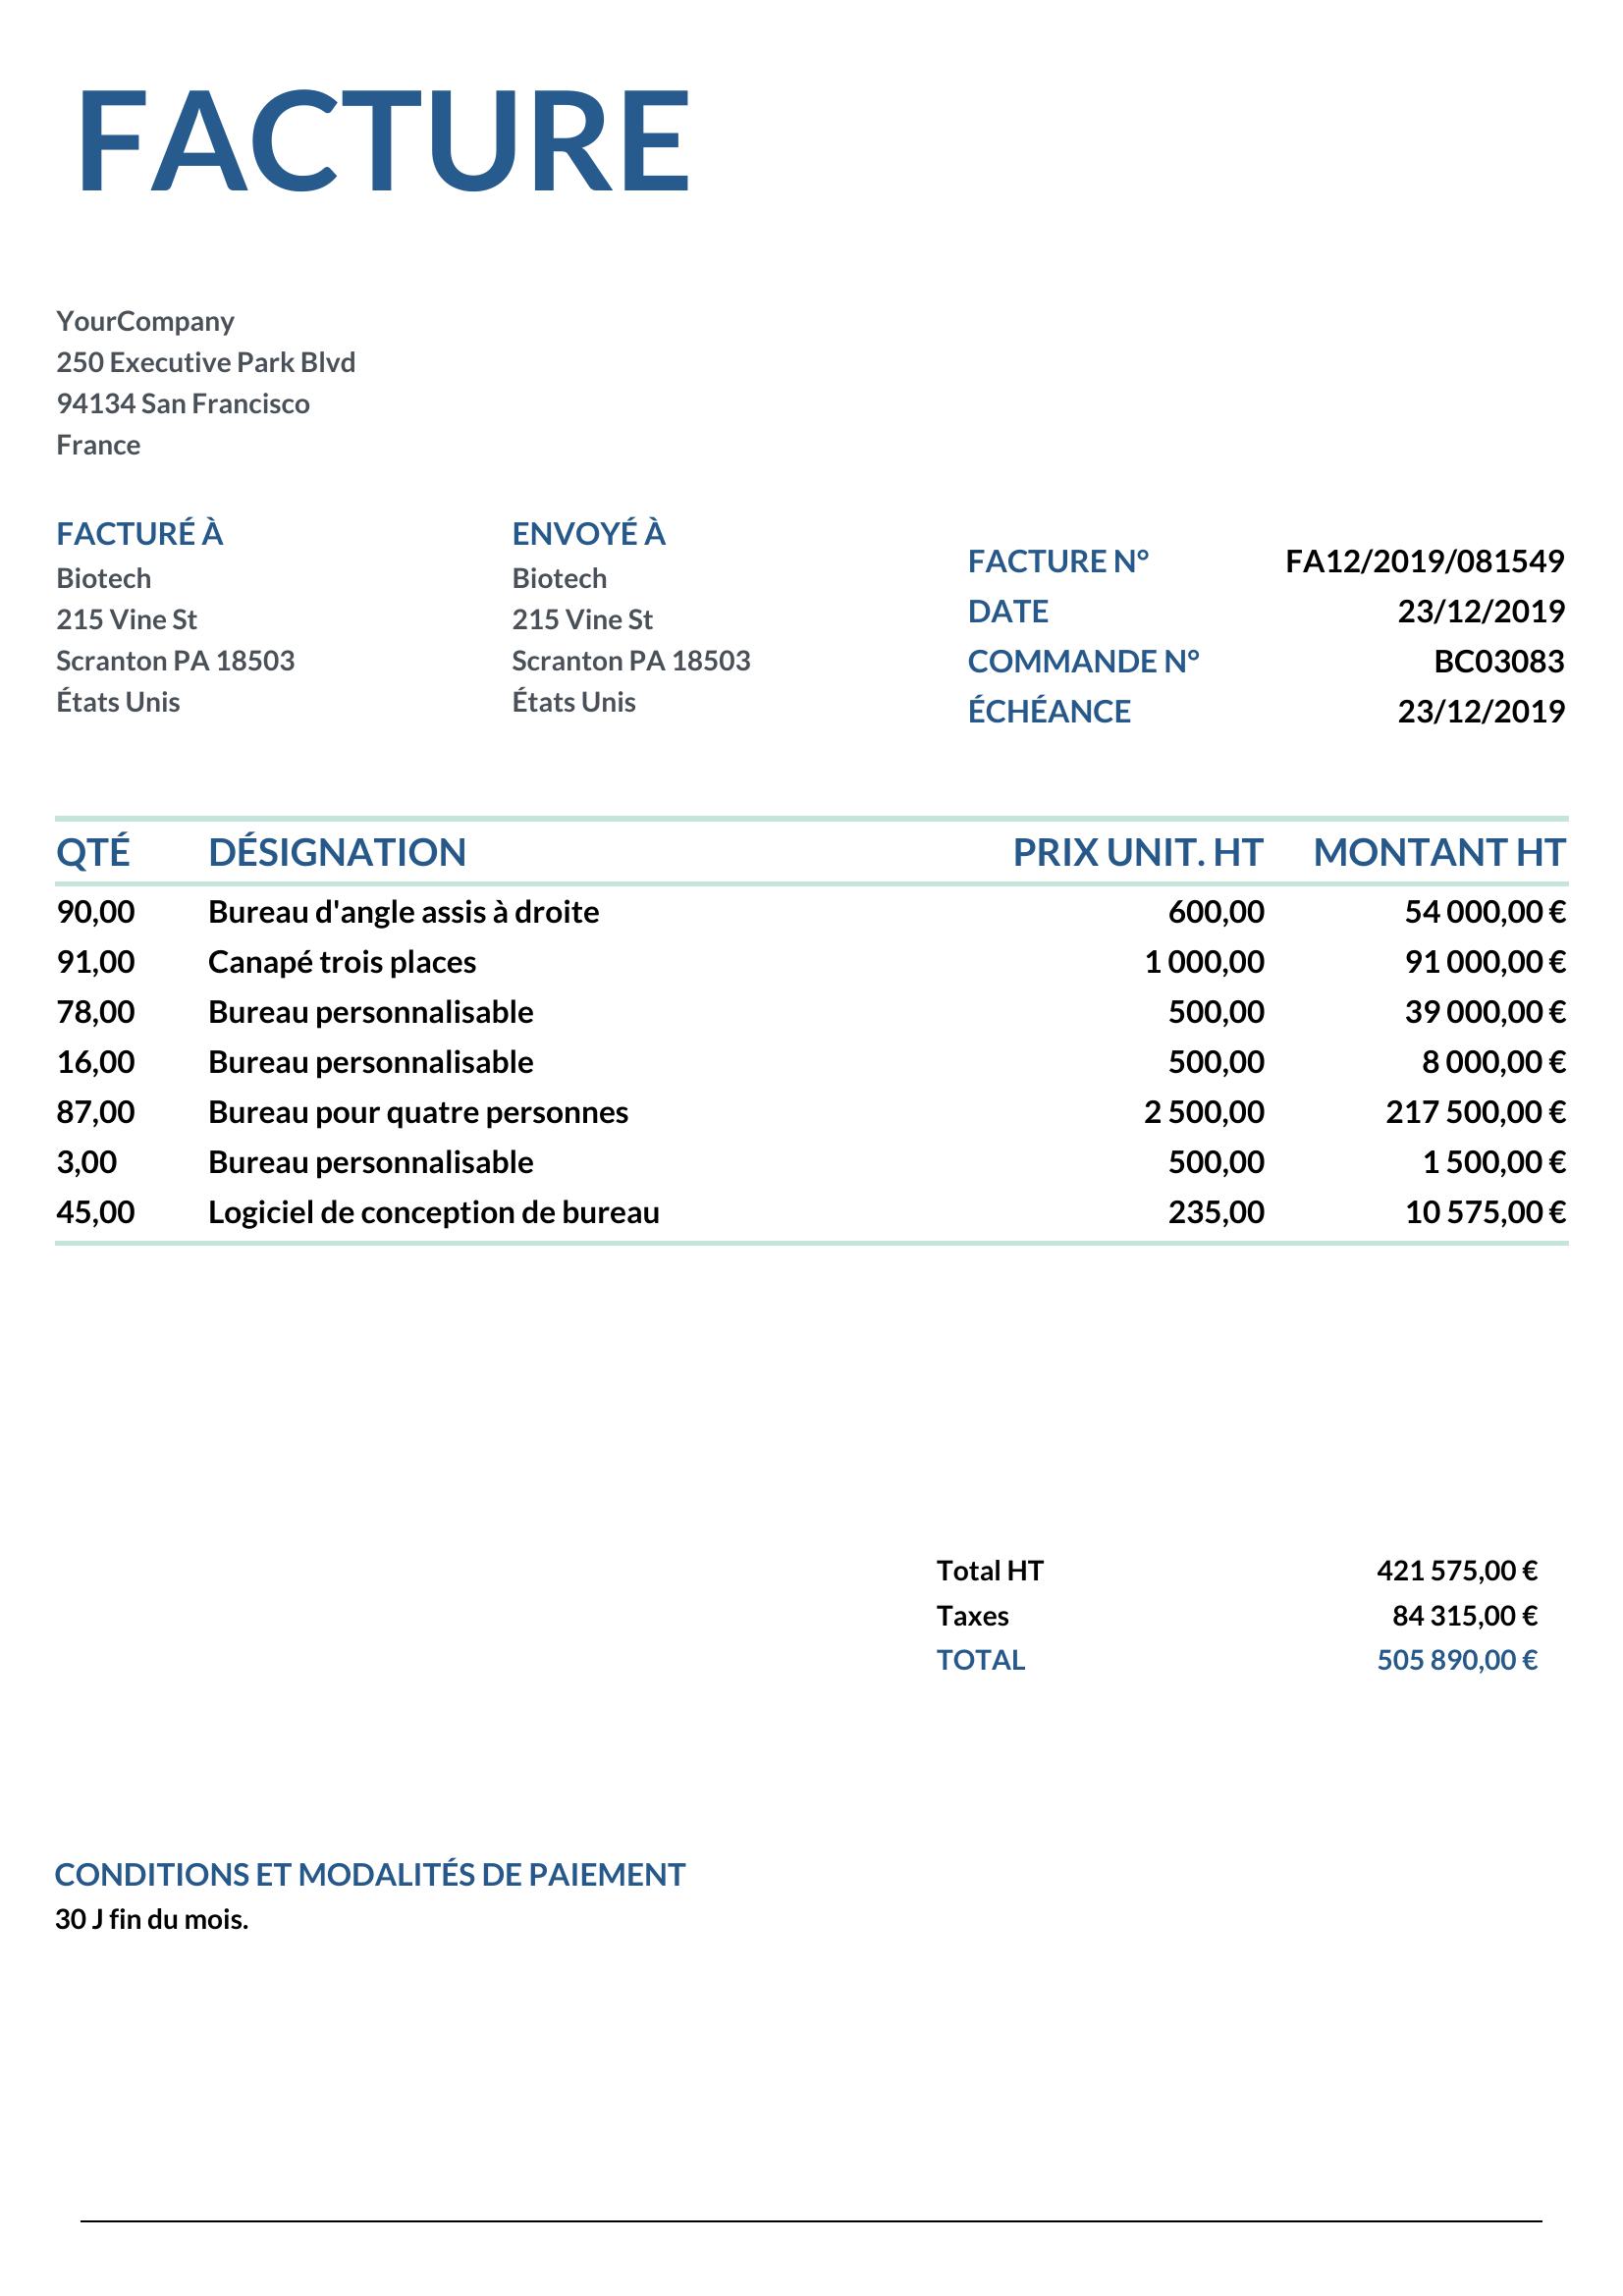 FACTURE
YourCompany
250 Executive Park Blvd
94134 San Francisco
France
FACTURÉ À
Biotech
215 Vine St
Scranton PA 18503
États Unis
ENVOYÉ À
Biotech
215 Vine St
Scranton PA 18503
États Unis
FACTURE N° FA12/2019/081549
DATE 23/12/2019
COMMANDE N° BC03083
ÉCHÉANCE 23/12/2019
QTÉ DÉSIGNATION PRIX UNIT. HT MONTANT HT
90,00 Bureau d'angle assis à droite 600,00 54 000,00 €
91,00 Canapé trois places 1 000,00 91 000,00 €
78,00 Bureau personnalisable 500,00 39 000,00 €
16,00 Bureau personnalisable 500,00 8 000,00 €
87,00 Bureau pour quatre personnes 2 500,00 217 500,00 €
3,00 Bureau personnalisable 500,00 1 500,00 €
45,00 Logiciel de conception de bureau 235,00 10 575,00 €
Total HT 421 575,00 €
Taxes 84 315,00 €
TOTAL 505 890,00 €
CONDITIONS ET MODALITÉS DE PAIEMENT
30 J fin du mois.